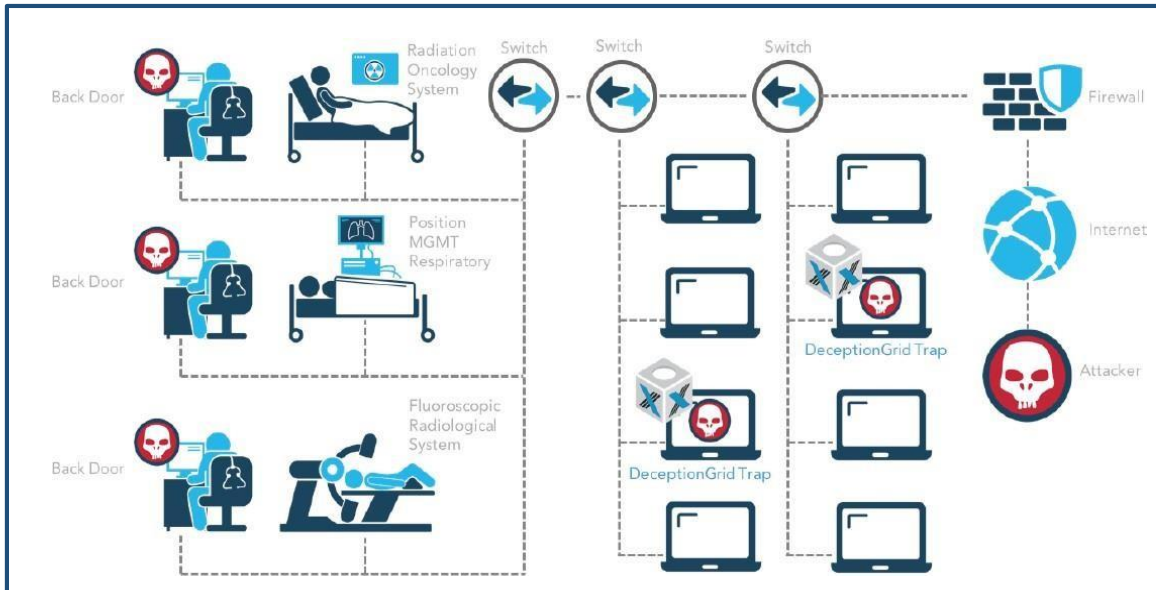 Back Door
Radiation
Oncology
System
Switch
Switch
Switch
Firewall
Back Door
Position
MGMT
Respiratory
Internet
DeceptionGrid Trap
Attacker
Back Door
Fluoroscopic
Radiological
System
DeceptionGrid Trap